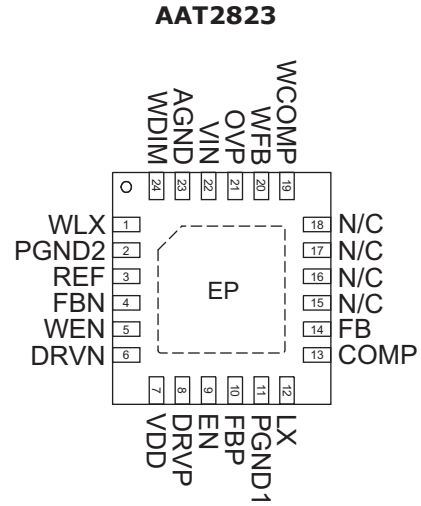 AAT2823
WDIM
AGND
VIN
OVP
WFB
WCOMP
24
23
22
21
20
19
WLX 1
PGND2 2
REF 3
FBN 4
WEN 5
DRVN 6
EP
18 N/C
17 N/C
16 N/C
15 N/C
14 FB
13 COMP
7
8
9
10
11
12
VDD
DRVP
EN
FBP
PGND1
LX